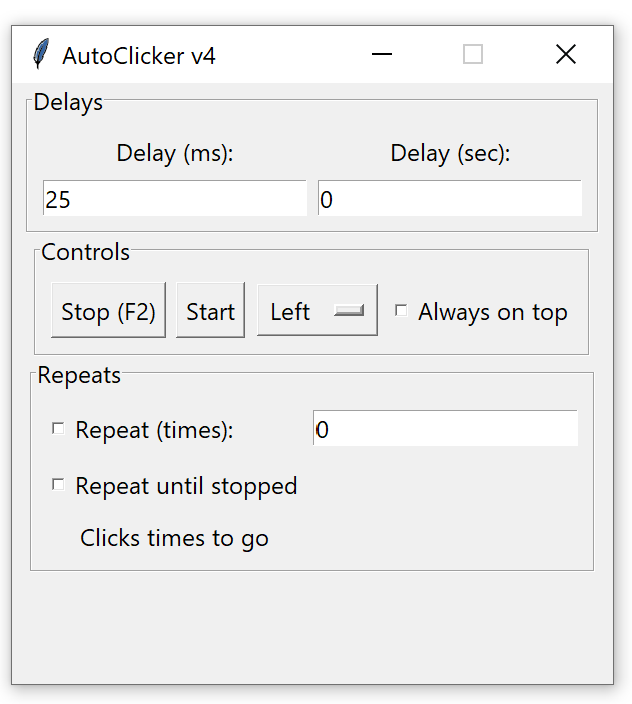 AutoClicker v4
Delays
Delay (ms): Delay (sec):
25 0
Controls
Stop (F2) Start Left Always on top
Repeats
Repeat (times): 0
Repeat until stopped
Clicks times to go